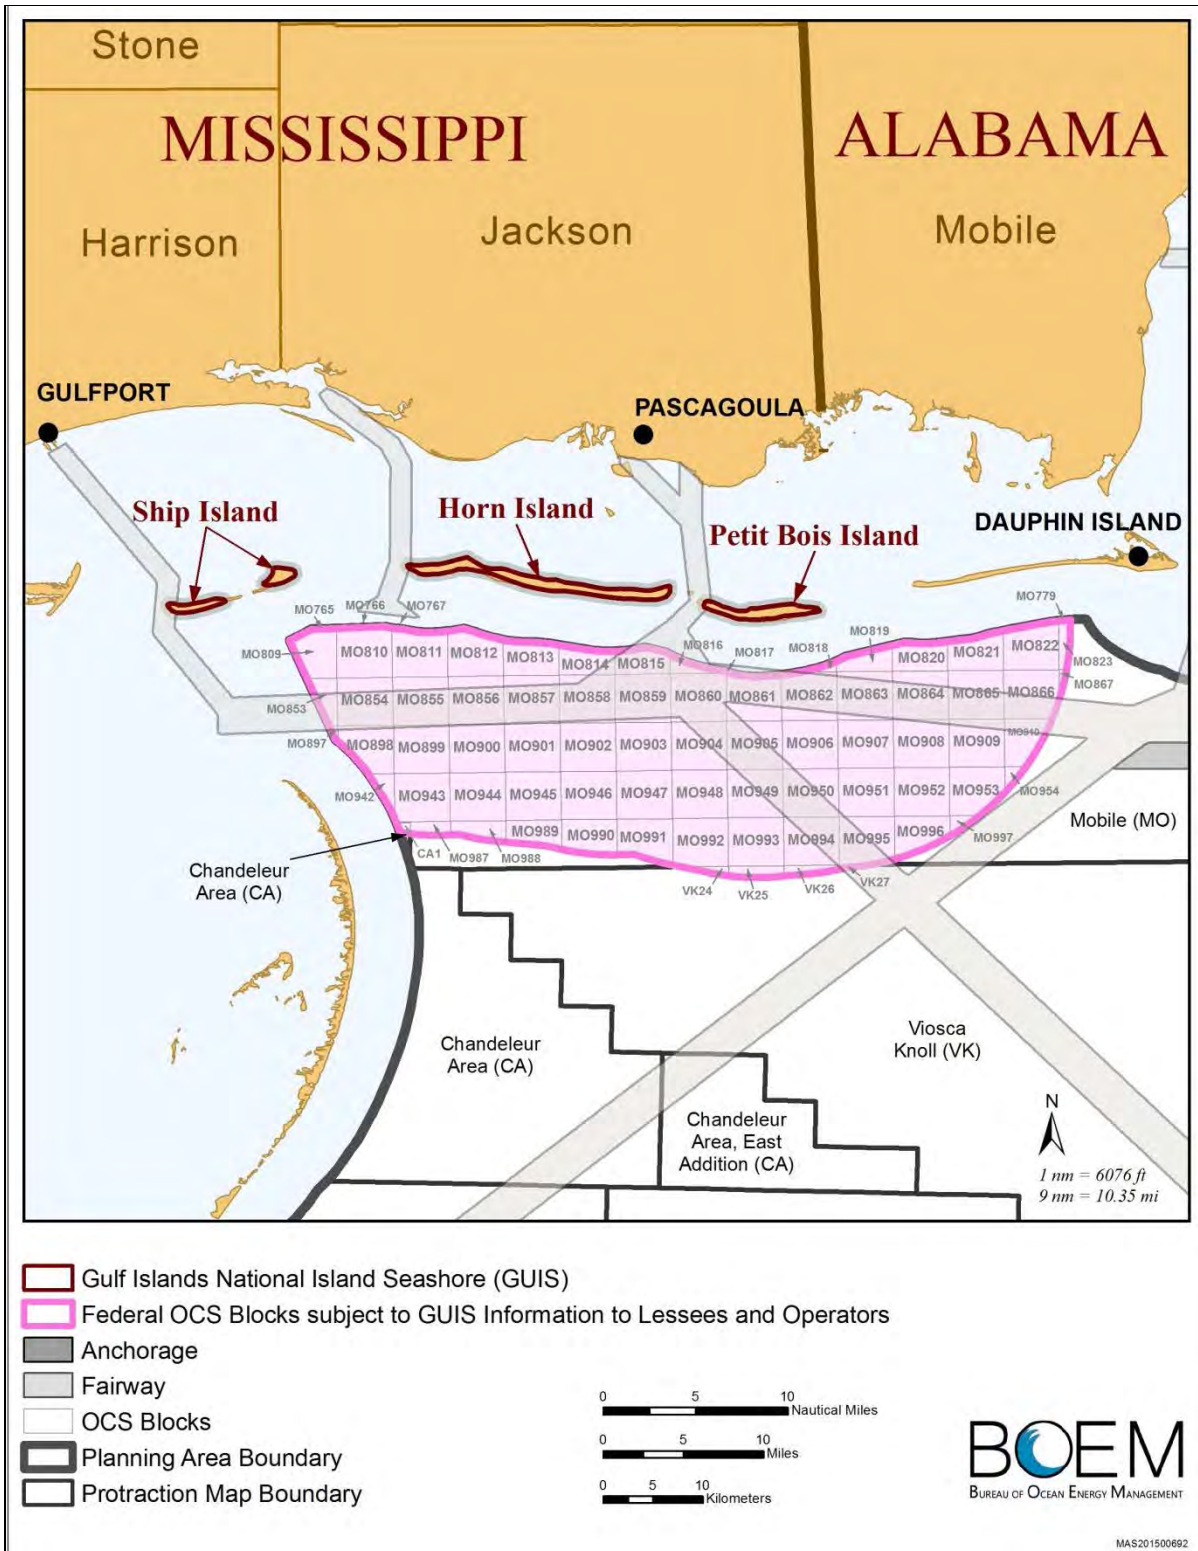 Stone
MISSISSIPPI
ALABAMA
Harrison
Jackson
Mobile
GULFPORT
PASCAGOULA
Ship Island
Horn Island
Petit Bois Island
DAUPHIN ISLAND
MO765
MO766
MO767
MO779
MO809
MO810
MO811
MO812
MO813
MO814
MO815
MO816
MO817
MO818
MO819
MO820
MO821
MO822
MO823
MO853
MO854
MO855
MO856
MO857
MO858
MO859
MO860
MO861
MO862
MO863
MO864
MO865
MO866
MO867
MO897
MO898
MO899
MO900
MO901
MO902
MO903
MO904
MO905
MO906
MO907
MO908
MO909
MO910
MO942
MO943
MO944
MO945
MO946
MO947
MO948
MO949
MO950
MO951
MO952
MO953
MO954
CA1
MO987
MO988
MO989
MO990
MO991
MO992
MO993
MO994
MO995
MO996
MO997
Mobile (MO)
Chandeleur
Area (CA)
VK24
VK25
VK26
VK27
Chandeleur
Area (CA)
Viosca
Knoll (VK)
Chandeleur
Area, East
Addition (CA)
N
1 nm = 6076 ft
9 nm = 10.35 mi
Gulf Islands National Island Seashore (GUIS)
Federal OCS Blocks subject to GUIS Information to Lessees and Operators
Anchorage
Fairway
OCS Blocks
Planning Area Boundary
Protraction Map Boundary
0 5 10
Nautical Miles
0 5 10
Miles
0 5 10
Kilometers
BOEM
BUREAU OF OCEAN ENERGY MANAGEMENT
MAS201500692